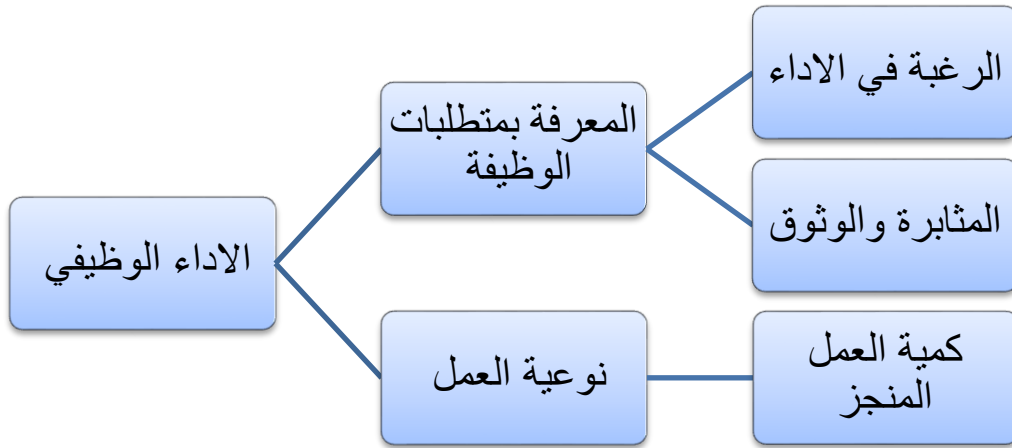 الرغبة في الاداء
المعرفة بمتطلبات
الوظيفة
المثابرة والوثوق
الاداء الوظيفي
كمية العمل
المنجز
نوعية العمل